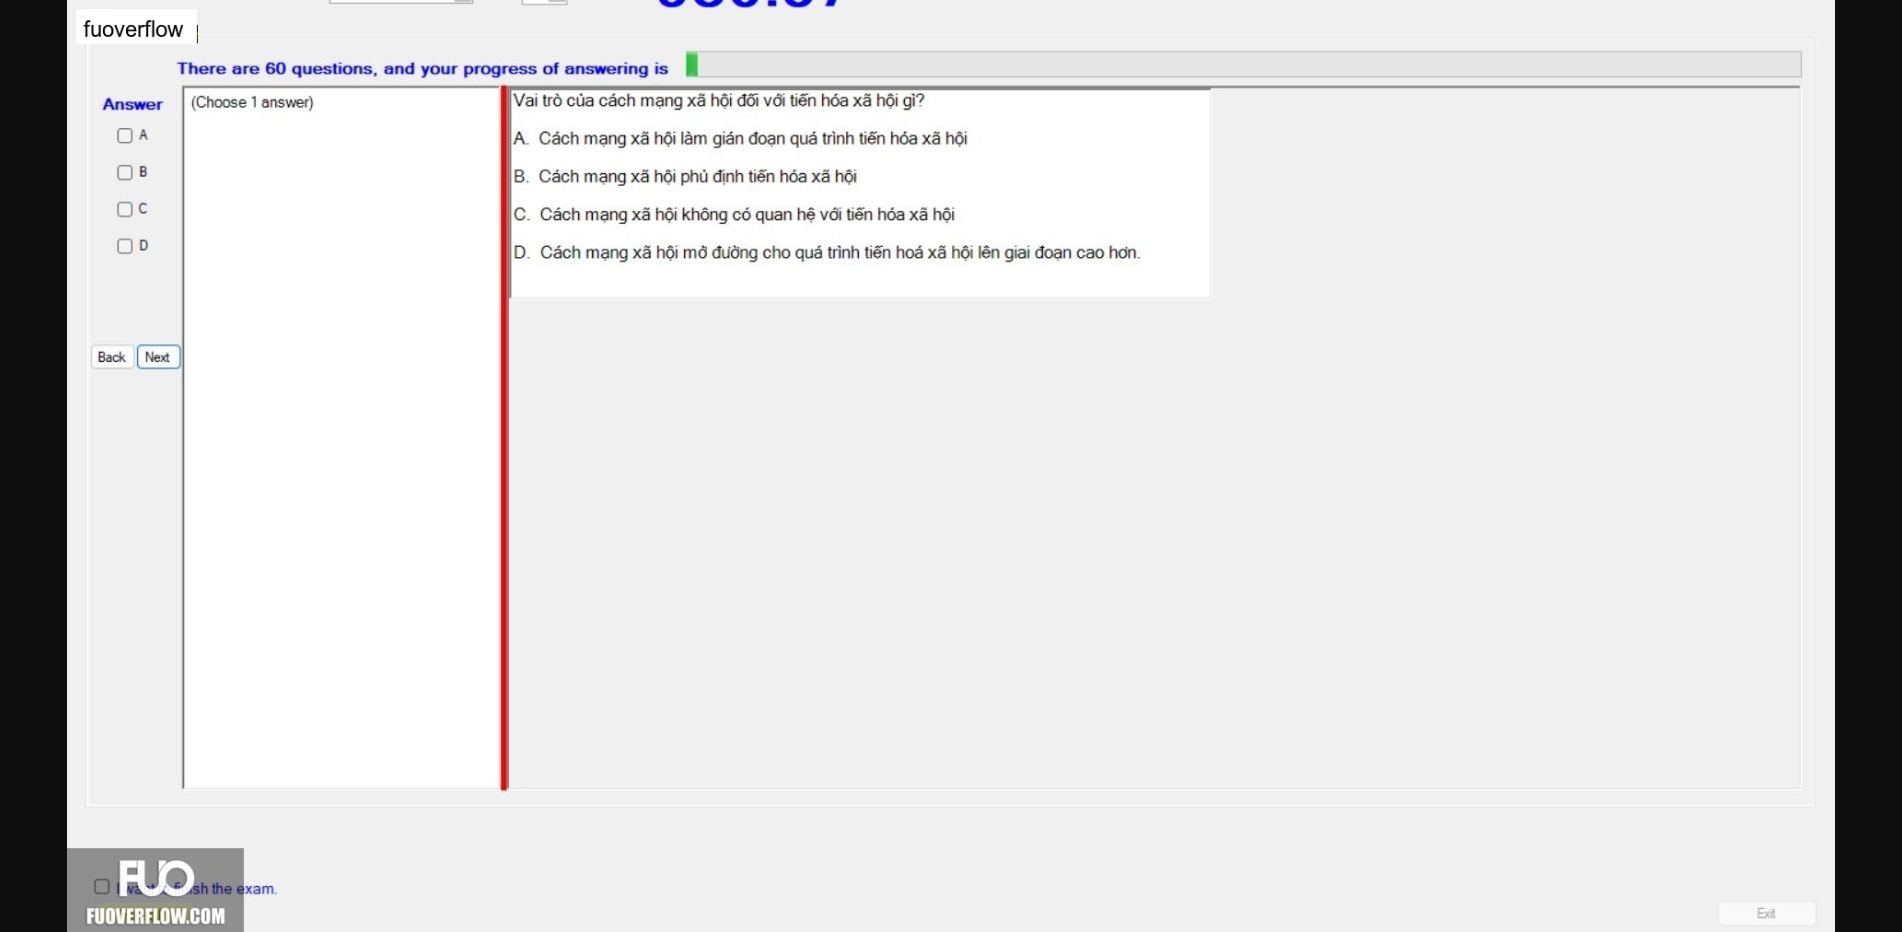 fuoverflow
There are 60 questions, and your progress of answering is
Answer
(Choose 1 answer)
A
B
C
D
Back
Next
Vai trò của cách mạng xã hội đối với tiến hóa xã hội gì?
A. Cách mạng xã hội làm gián đoạn quá trình tiến hóa xã hội
B. Cách mạng xã hội phủ định tiến hóa xã hội
C. Cách mạng xã hội không có quan hệ với tiến hóa xã hội
D. Cách mạng xã hội mở đường cho quá trình tiến hoá xã hội lên giai đoạn cao hơn.
FUO
the exam.
FUOVERFLOW.COM
Exit